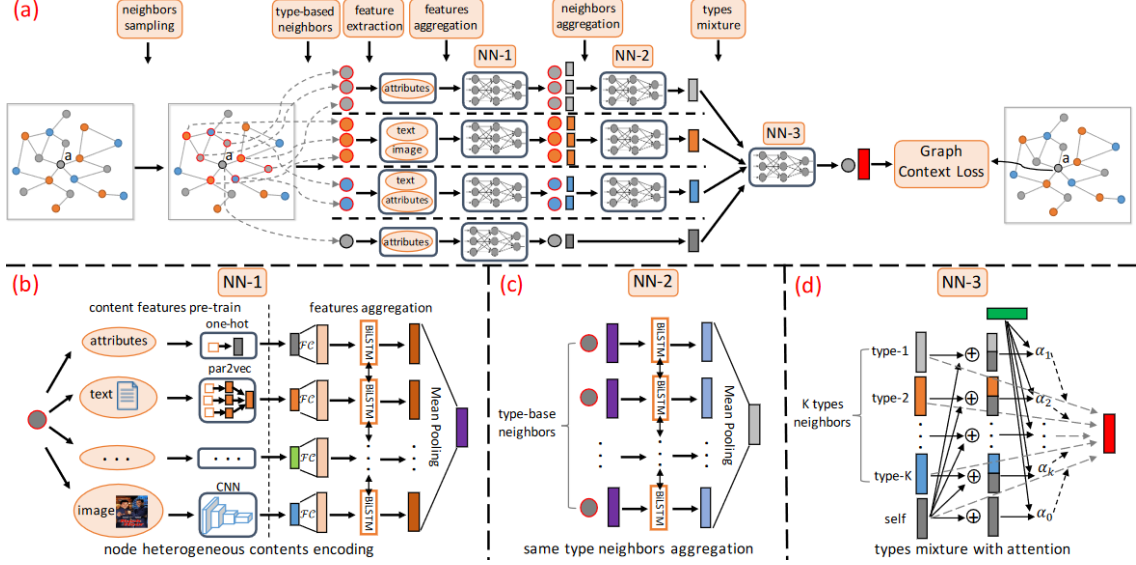 (a)
neighbors
sampling
type-based
neighbors
feature
extraction
features
aggregation
neighbors
aggregation
types
mixture
NN-1
NN-2
attributes
text
image
text
attributes
attributes
NN-3
a
a
a
Graph
Context Loss
(b)
NN-1
content features pre-train
features aggregation
attributes
one-hot
FC
BiLSTM
text
par2vec
FC
BiLSTM
. . .
. . .
FC
Mean Pooling
image
CNN
FC
BiLSTM
node heterogeneous contents encoding
(c)
NN-2
type-base
neighbors
BiLSTM
BiLSTM
BiLSTM
Mean Pooling
same type neighbors aggregation
(d)
NN-3
K types
neighbors
type-1
α1
type-2
α2
type-K
αk
self
α0
types mixture with attention